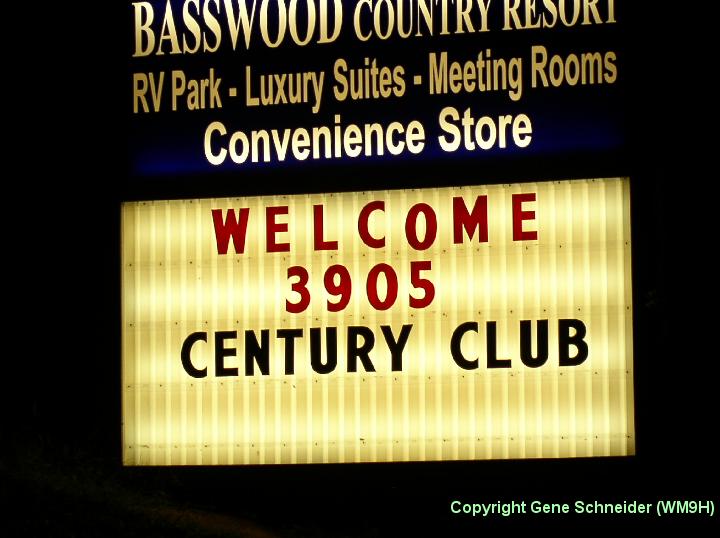 BASSWOOD COUNTRY RESORT
RV Park - Luxury Suites - Meeting Rooms
Convenience Store
WELCOME
3905
CENTURY CLUB
Copyright Gene Schneider (WM9H)